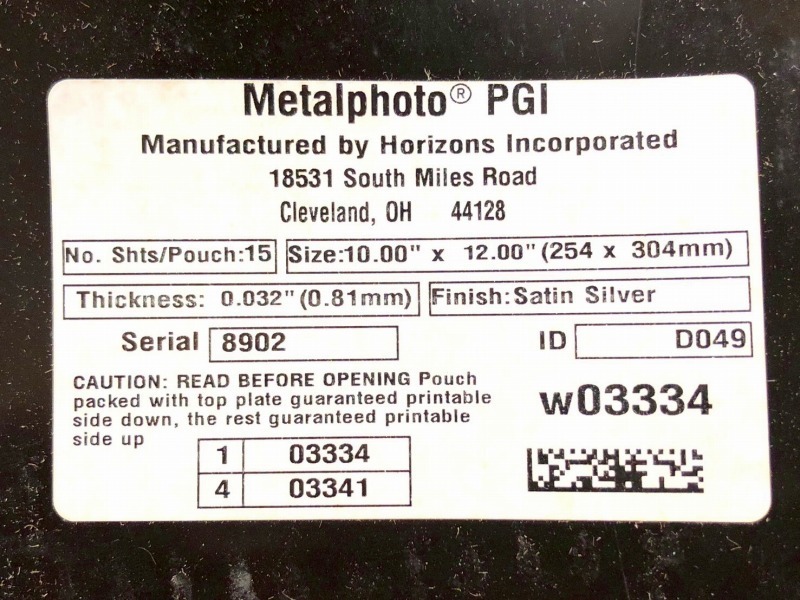 Metalphoto® PGI
Manufactured by Horizons Incorporated
18531 South Miles Road
Cleveland, OH 44128
No. Shts/Pouch:15 Size:10.00" x 12.00" (254 x 304mm)
Thickness: 0.032" (0.81mm) Finish:Satin Silver
Serial 8902 ID D049
CAUTION: READ BEFORE OPENING Pouch
packed with top plate guaranteed printable
side down, the rest guaranteed printable
side up
w03334
1 03334
4 03341